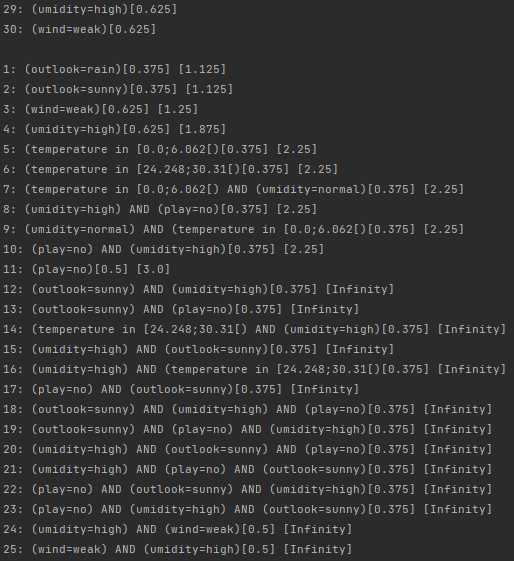 29: (umidity=high)[0.625]
30: (wind=weak)[0.625]
1: (outlook=rain)[0.375] [1.125]
2: (outlook=sunny)[0.375] [1.125]
3: (wind=weak)[0.625] [1.25]
4: (umidity=high)[0.625] [1.875]
5: (temperature in [0.0;6.062[)[0.375] [2.25]
6: (temperature in [24.248;30.31[)[0.375] [2.25]
7: (temperature in [0.0;6.062[) AND (umidity=normal)[0.375] [2.25]
8: (umidity=high) AND (play=no)[0.375] [2.25]
9: (umidity=normal) AND (temperature in [0.0;6.062[)[0.375] [2.25]
10: (play=no) AND (umidity=high)[0.375] [2.25]
11: (play=no)[0.5] [3.0]
12: (outlook=sunny) AND (umidity=high)[0.375] [Infinity]
13: (outlook=sunny) AND (play=no)[0.375] [Infinity]
14: (temperature in [24.248;30.31[) AND (umidity=high)[0.375] [Infinity]
15: (umidity=high) AND (outlook=sunny)[0.375] [Infinity]
16: (umidity=high) AND (temperature in [24.248;30.31[)[0.375] [Infinity]
17: (play=no) AND (outlook=sunny)[0.375] [Infinity]
18: (outlook=sunny) AND (umidity=high) AND (play=no)[0.375] [Infinity]
19: (outlook=sunny) AND (play=no) AND (umidity=high)[0.375] [Infinity]
20: (umidity=high) AND (outlook=sunny) AND (play=no)[0.375] [Infinity]
21: (umidity=high) AND (play=no) AND (outlook=sunny)[0.375] [Infinity]
22: (play=no) AND (outlook=sunny) AND (umidity=high)[0.375] [Infinity]
23: (play=no) AND (umidity=high) AND (outlook=sunny)[0.375] [Infinity]
24: (umidity=high) AND (wind=weak)[0.5] [Infinity]
25: (wind=weak) AND (umidity=high)[0.5] [Infinity]